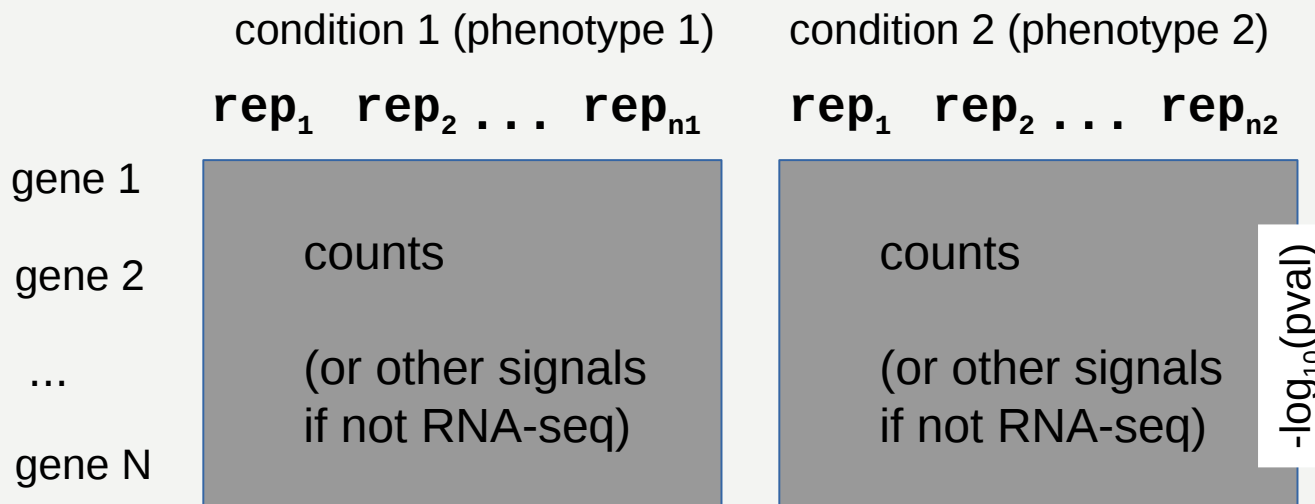 condition 1 (phenotype 1) condition 2 (phenotype 2)
rep1 rep2 ... repn1 rep1 rep2 ... repn2
gene 1
counts counts
gene 2
... (or other signals (or other signals
if not RNA-seq) if not RNA-seq)
gene N
-log10(pval)